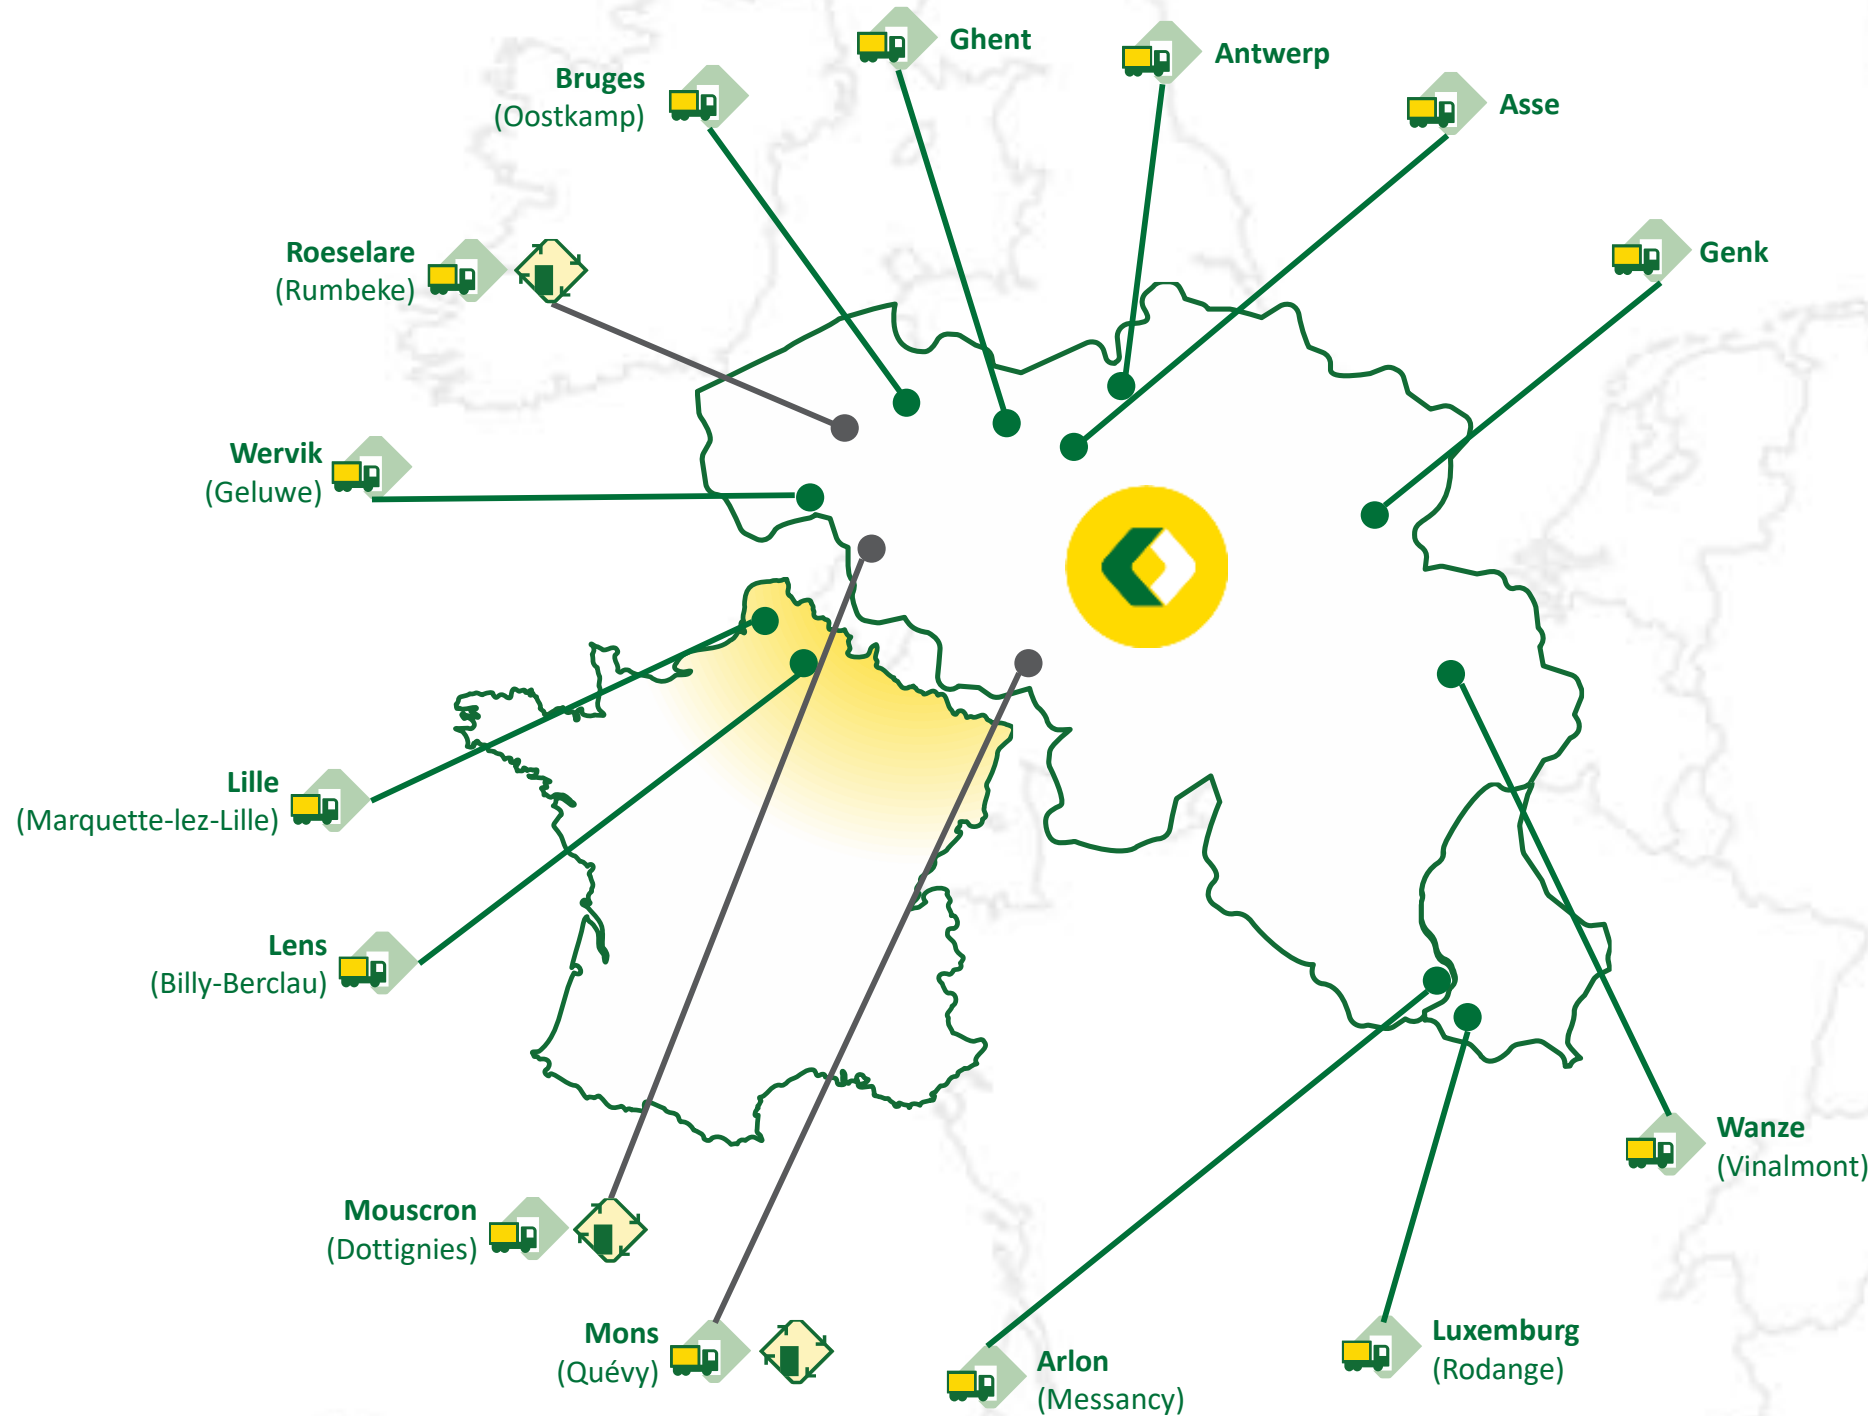 Ghent
Antwerp
Bruges
(Oostkamp)
Asse
Roeselare
(Rumbeke)
Genk
Wervik
(Geluwe)
Lille
(Marquette-lez-Lille)
Lens
(Billy-Berclau)
Wanze
(Vinalmont)
Mouscron
(Dottignies)
Mons
(Quévy)
Arlon
(Messancy)
Luxemburg
(Rodange)